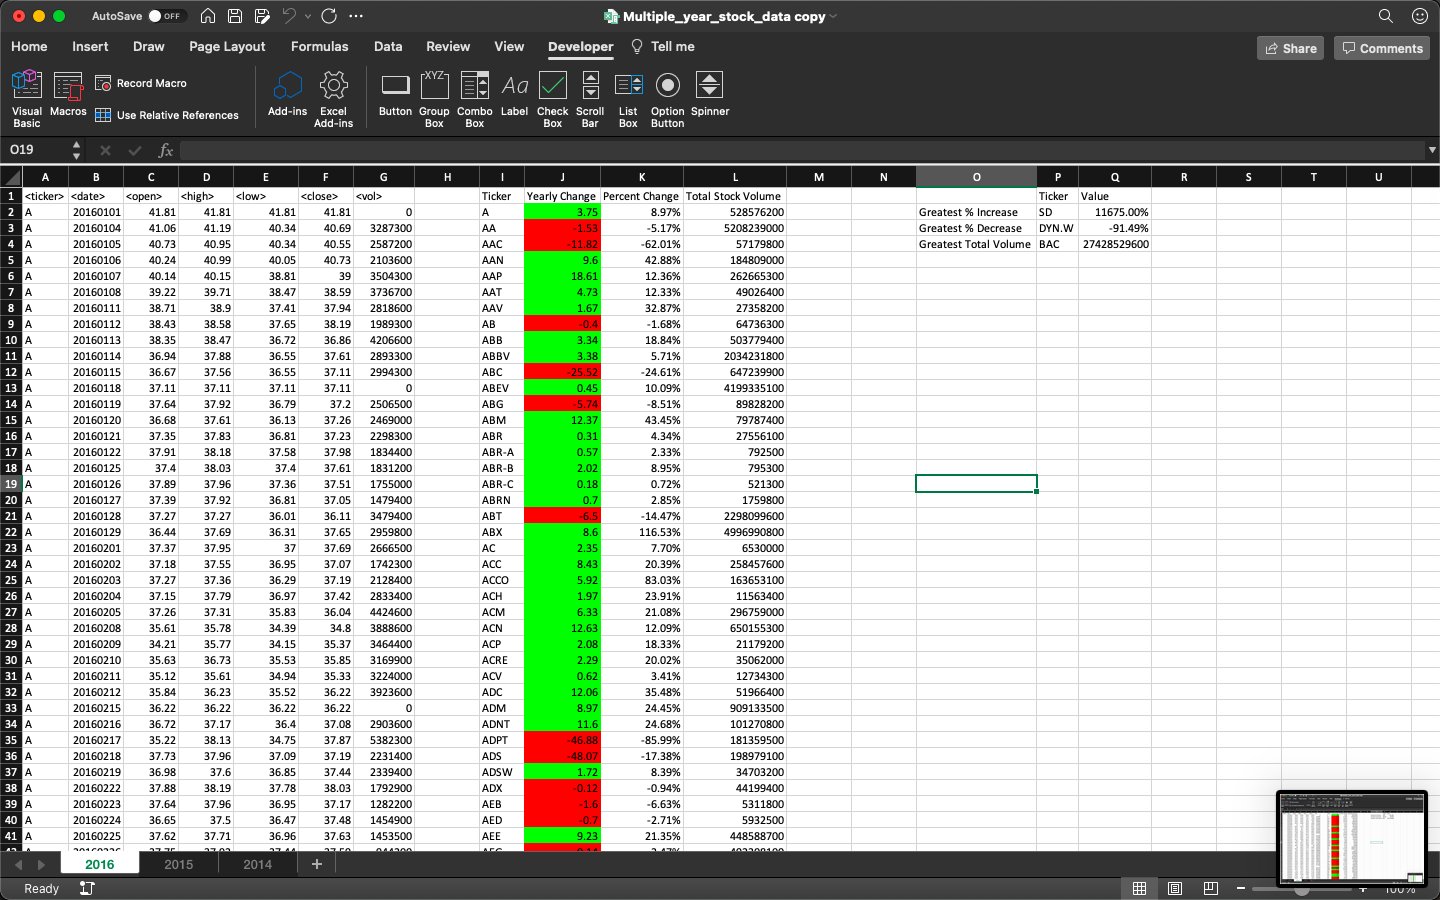 AutoSave OFF Multiple_year_stock_data copy
Home Insert Draw Page Layout Formulas Data Review View Developer Tell me Share Comments
Visual Basic Macros Record Macro Use Relative References Add-ins Excel Add-ins Button Group Box Combo Box Label Check Box Scroll Bar List Box Option Button Spinner
XYZ Aa
O19 fx
A B C D E F G H I J K L M N O P Q R S T U
1 <ticker> <date> <open> <high> <low> <close> <vol> Ticker Yearly Change Percent Change Total Stock Volume Ticker Value
2 A 20160101 41.81 41.81 41.81 41.81 0 A 3.75 8.97% 528576200 Greatest % Increase SD 11675.00%
3 A 20160104 41.06 41.19 40.34 40.69 3287300 AA -1.53 -5.17% 5208239000 Greatest % Decrease DYN.W -91.49%
4 A 20160105 40.73 40.95 40.34 40.55 2587200 AAC -11.82 -62.01% 57179800 Greatest Total Volume BAC 27428529600
5 A 20160106 40.24 40.99 40.05 40.73 2103600 AAN 9.6 42.88% 184809000
6 A 20160107 40.14 40.15 38.81 39 3504300 AAP 18.61 12.36% 262665300
7 A 20160108 39.22 39.71 38.47 38.59 3736700 AAT 4.73 12.33% 49026400
8 A 20160111 38.71 38.9 37.41 37.94 2818600 AAV 1.67 32.87% 27358200
9 A 20160112 38.43 38.58 37.65 38.19 1989300 AB -0.4 -1.68% 64736300
10 A 20160113 38.35 38.47 36.72 36.86 4206600 ABB 3.34 18.84% 503779400
11 A 20160114 36.94 37.88 36.55 37.61 2893300 ABBV 3.38 5.71% 2034231800
12 A 20160115 36.67 37.56 36.55 37.11 2994300 ABC -25.52 -24.61% 647239900
13 A 20160118 37.11 37.11 37.11 37.11 0 ABEV 0.45 10.09% 4199335100
14 A 20160119 37.64 37.92 36.79 37.2 2506500 ABG -5.74 -8.51% 89828200
15 A 20160120 36.68 37.61 36.13 37.26 2469000 ABM 12.37 43.45% 79787400
16 A 20160121 37.35 37.83 36.81 37.23 2298300 ABR 0.31 4.34% 27556100
17 A 20160122 37.91 38.18 37.58 37.98 1834400 ABR-A 0.57 2.33% 792500
18 A 20160125 37.4 38.03 37.4 37.61 1831200 ABR-B 2.02 8.95% 795300
19 A 20160126 37.89 37.96 37.36 37.51 1755000 ABR-C 0.18 0.72% 521300
20 A 20160127 37.39 37.92 36.81 37.05 1479400 ABRN 0.7 2.85% 1759800
21 A 20160128 37.27 37.27 36.01 36.11 3479400 ABT -6.5 -14.47% 2298099600
22 A 20160129 36.44 37.69 36.31 37.65 2959800 ABX 8.6 116.53% 4996990800
23 A 20160201 37.37 37.95 37 37.69 2666500 AC 2.35 7.70% 6530000
24 A 20160202 37.18 37.55 36.95 37.07 1742300 ACC 8.43 20.39% 258457600
25 A 20160203 37.27 37.36 36.29 37.19 2128400 ACCO 5.92 83.03% 163653100
26 A 20160204 37.15 37.79 36.97 37.42 2833400 ACH 1.97 23.91% 11563400
27 A 20160205 37.26 37.31 35.83 36.04 4424600 ACM 6.33 21.08% 296759000
28 A 20160208 35.61 35.78 34.39 34.8 3888600 ACN 12.63 12.09% 650155300
29 A 20160209 34.21 35.77 34.15 35.37 3464400 ACP 2.08 18.33% 21179200
30 A 20160210 35.63 36.73 35.53 35.85 3169900 ACRE 2.29 20.02% 35062000
31 A 20160211 35.12 35.61 34.94 35.33 3224000 ACV 0.62 3.41% 12734300
32 A 20160212 35.84 36.23 35.52 36.22 3923600 ADC 12.06 35.48% 51966400
33 A 20160215 36.22 36.22 36.22 36.22 0 ADM 8.97 24.45% 909133500
34 A 20160216 36.72 37.17 36.4 37.08 2903600 ADNT 11.6 24.68% 101270800
35 A 20160217 35.22 38.13 34.75 37.87 5382300 ADPT -46.88 -85.99% 181359500
36 A 20160218 37.73 37.96 37.09 37.19 2231400 ADS -48.07 -17.38% 198979100
37 A 20160219 36.98 37.6 36.85 37.44 2339400 ADSW 1.72 8.39% 34703200
38 A 20160222 37.88 38.19 37.78 38.03 1792900 ADX -0.12 -0.94% 44199400
39 A 20160223 37.64 37.96 36.95 37.17 1282200 AEB -1.6 -6.63% 5311800
40 A 20160224 36.65 37.5 36.47 37.48 1454900 AED -0.7 -2.71% 5932500
41 A 20160225 37.62 37.71 36.96 37.63 1453500 AEE 9.23 21.35% 448588700
2016 2015 2014 +
Ready 100%